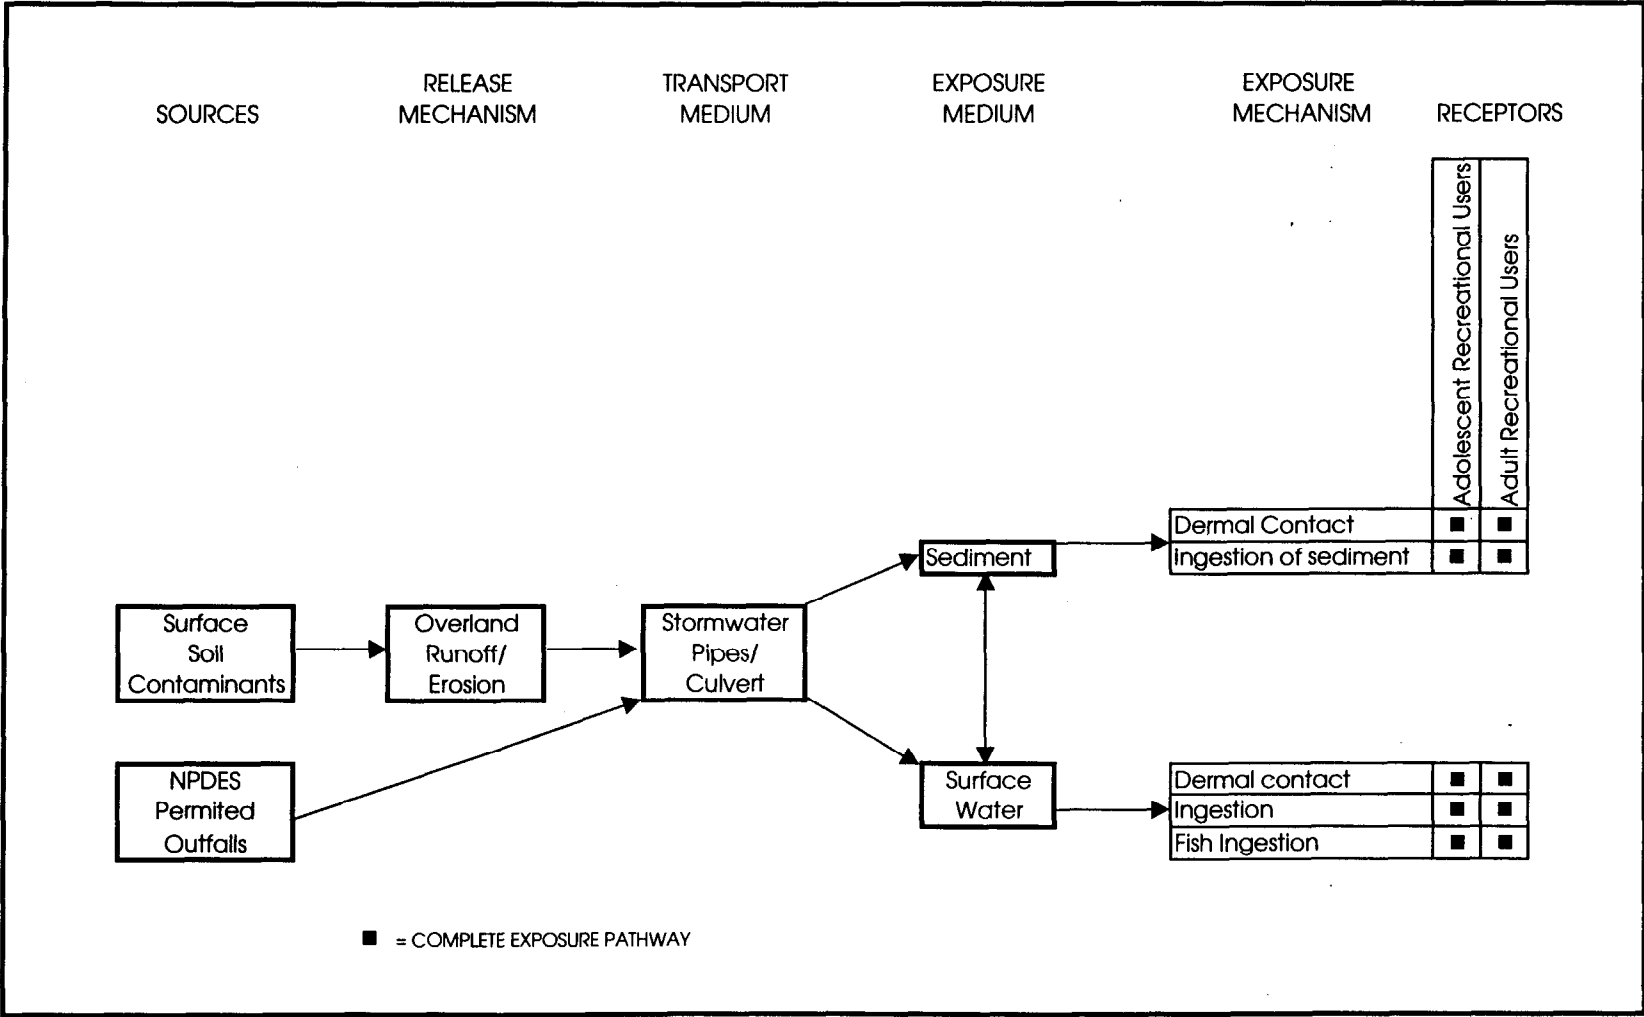 SOURCES
RELEASE
MECHANISM
TRANSPORT
MEDIUM
EXPOSURE
MEDIUM
EXPOSURE
MECHANISM
RECEPTORS
Adolescent Recreational Users
Adult Recreational Users
Dermal Contact
Ingestion of sediment
Sediment
Surface
Soil
Contaminants
Overland
Runoff/
Erosion
Stormwater
Pipes/
Culvert
NPDES
Permited
Outfalls
Surface
Water
Dermal contact
Ingestion
Fish Ingestion
■ = COMPLETE EXPOSURE PATHWAY